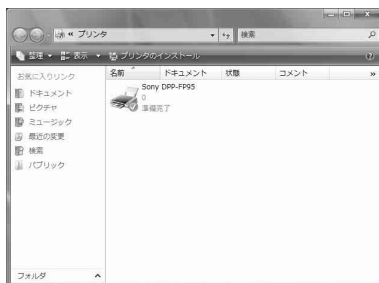 « プリンタ
検索
整理 表示 プリンタのインストール
お気に入りリンク
ドキュメント
ピクチャ
ミュージック
最近の変更
検索
パブリック
フォルダ
名前 ドキュメント 状態 コメント »
Sony DPP-FP95
0
準備完了